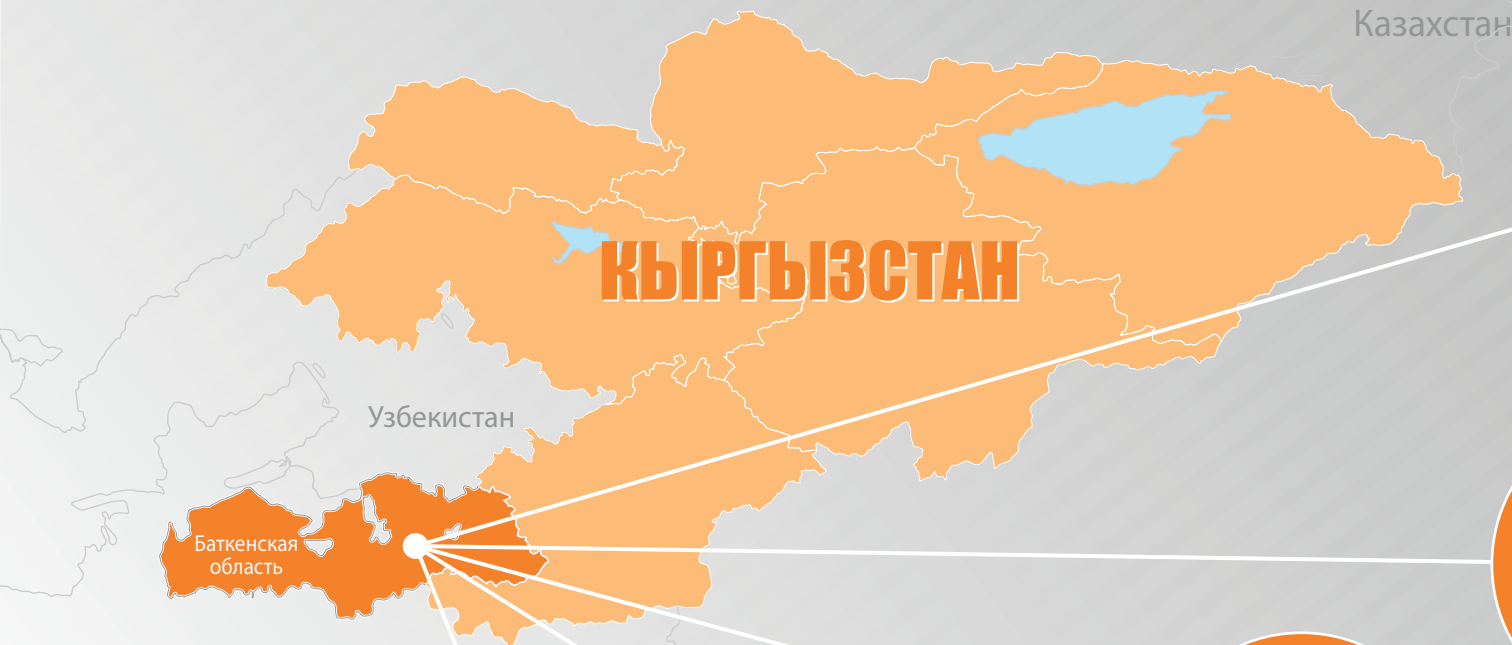 Казахстан
КЫРГЫЗСТАН
Узбекистан
Баткенская
область